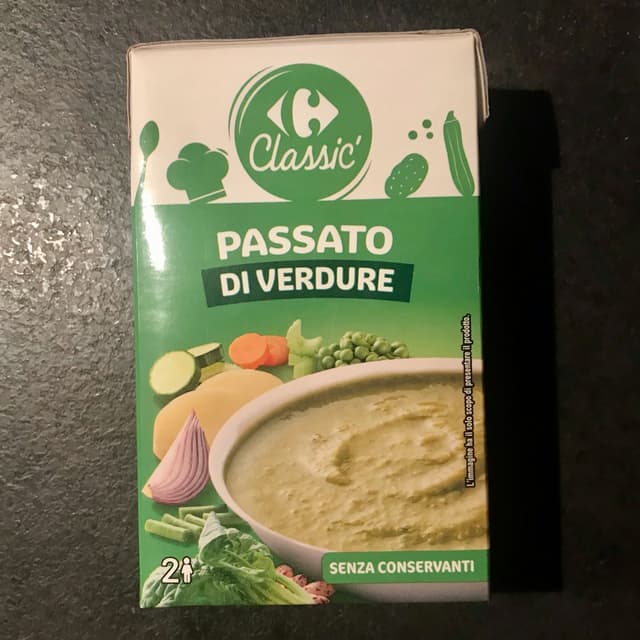 Classic'
PASSATO
DI VERDURE
L'immagine ha il solo scopo di presentare il prodotto.
2
SENZA CONSERVANTI